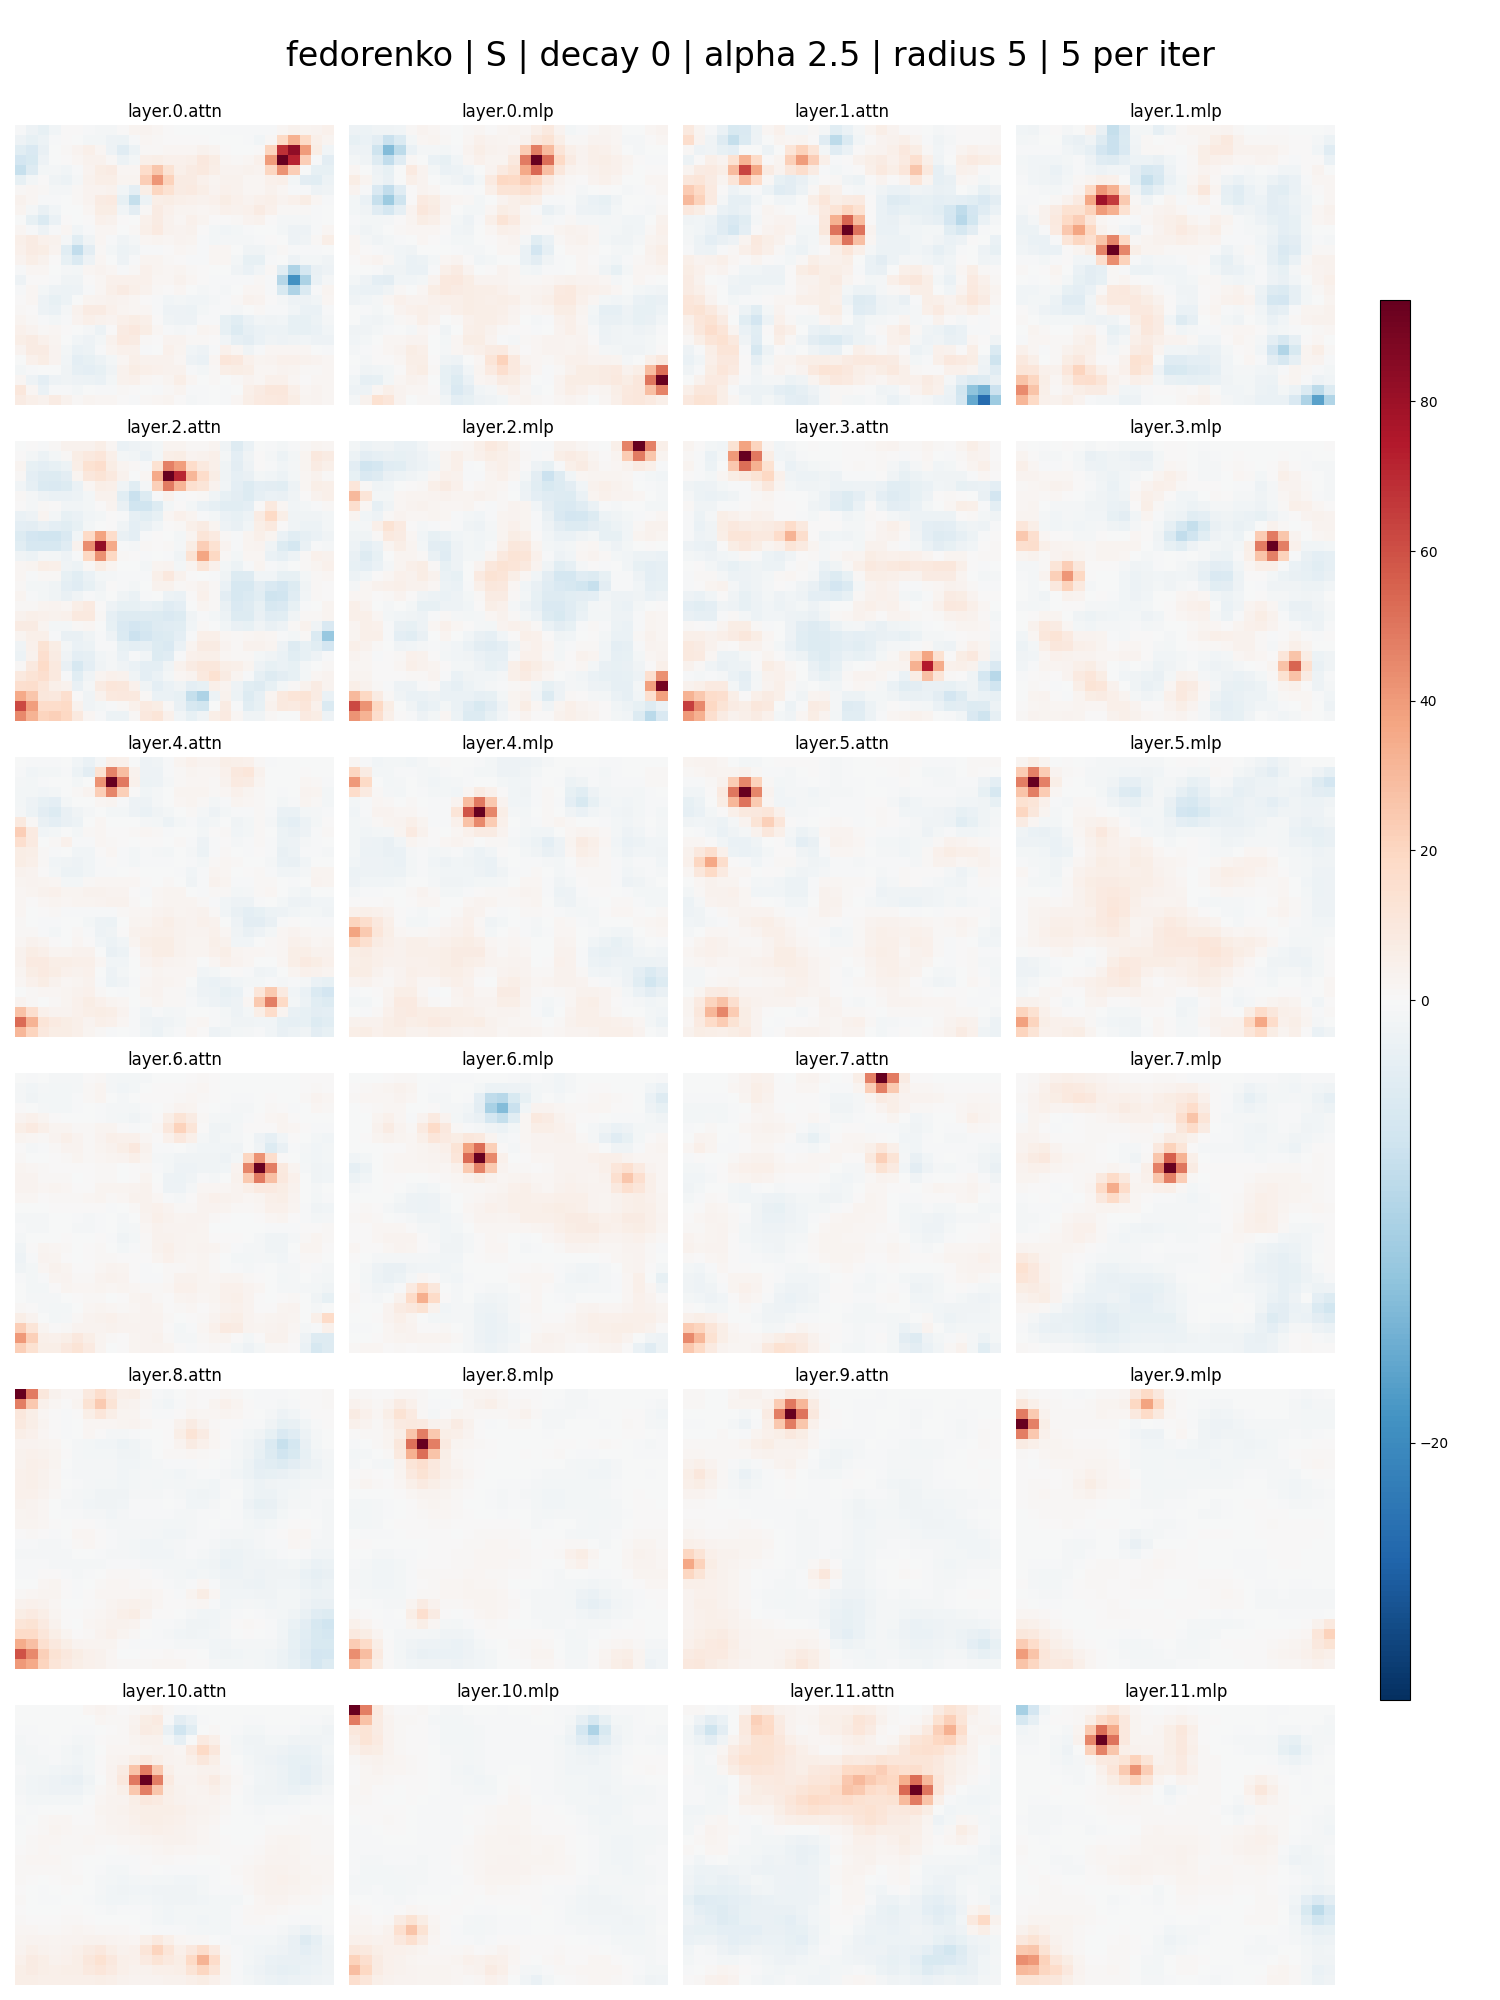 fedorenko | S | decay 0 | alpha 2.5 | radius 5 | 5 per iter
layer.0.attn
layer.0.mlp
layer.1.attn
layer.1.mlp
layer.2.attn
layer.2.mlp
layer.3.attn
layer.3.mlp
layer.4.attn
layer.4.mlp
layer.5.attn
layer.5.mlp
layer.6.attn
layer.6.mlp
layer.7.attn
layer.7.mlp
layer.8.attn
layer.8.mlp
layer.9.attn
layer.9.mlp
layer.10.attn
layer.10.mlp
layer.11.attn
layer.11.mlp
80
60
40
20
0
−20